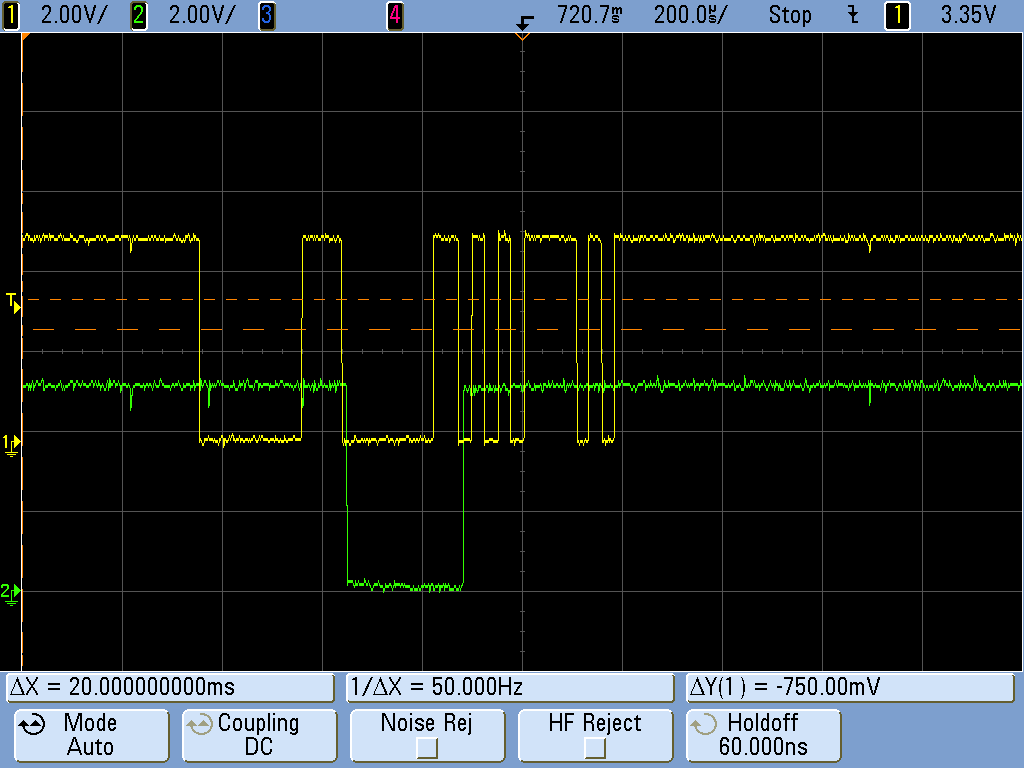 1 2.00V/ 2 2.00V/ 3 4 720.7ms 200.0us/ Stop 1 3.35V
T
1
2
ΔX = 20.000000000ms 1/ΔX = 50.000Hz ΔY(1) = -750.00mV
Mode Coupling Noise Rej HF Reject Holdoff
Auto DC 60.000ns